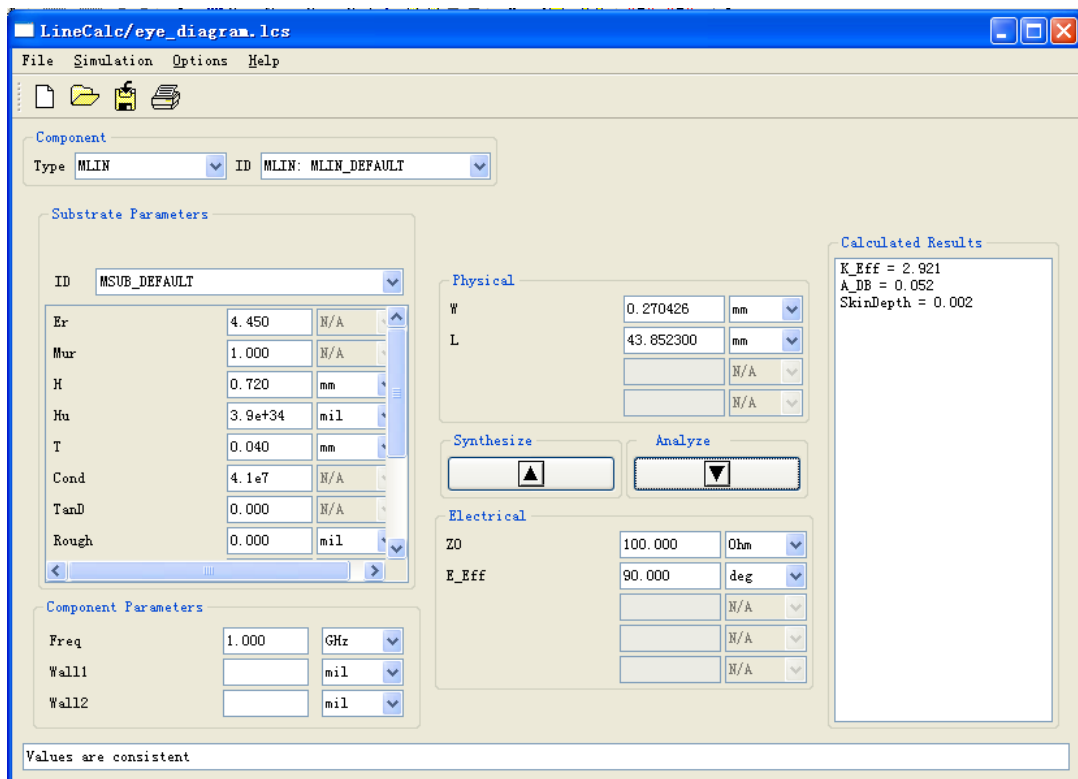 LineCalc/eye_diagram.lcs
File Simulation Options Help
Component
Type MLIN ID MLIN: MLIN_DEFAULT
Substrate Parameters
ID MSUB_DEFAULT
Er 4.450 N/A
Mur 1.000 N/A
H 0.720 mm
Hu 3.9e+34 mil
T 0.040 mm
Cond 4.1e7 N/A
TanD 0.000 N/A
Rough 0.000 mil
Component Parameters
Freq 1.000 GHz
Wall1 mil
Wall2 mil
Physical
W 0.270426 mm
L 43.852300 mm
N/A
N/A
Synthesize Analyze
Electrical
Z0 100.000 Ohm
E_Eff 90.000 deg
N/A
N/A
N/A
Calculated Results
K_Eff = 2.921
A_DB = 0.052
SkinDepth = 0.002
Values are consistent